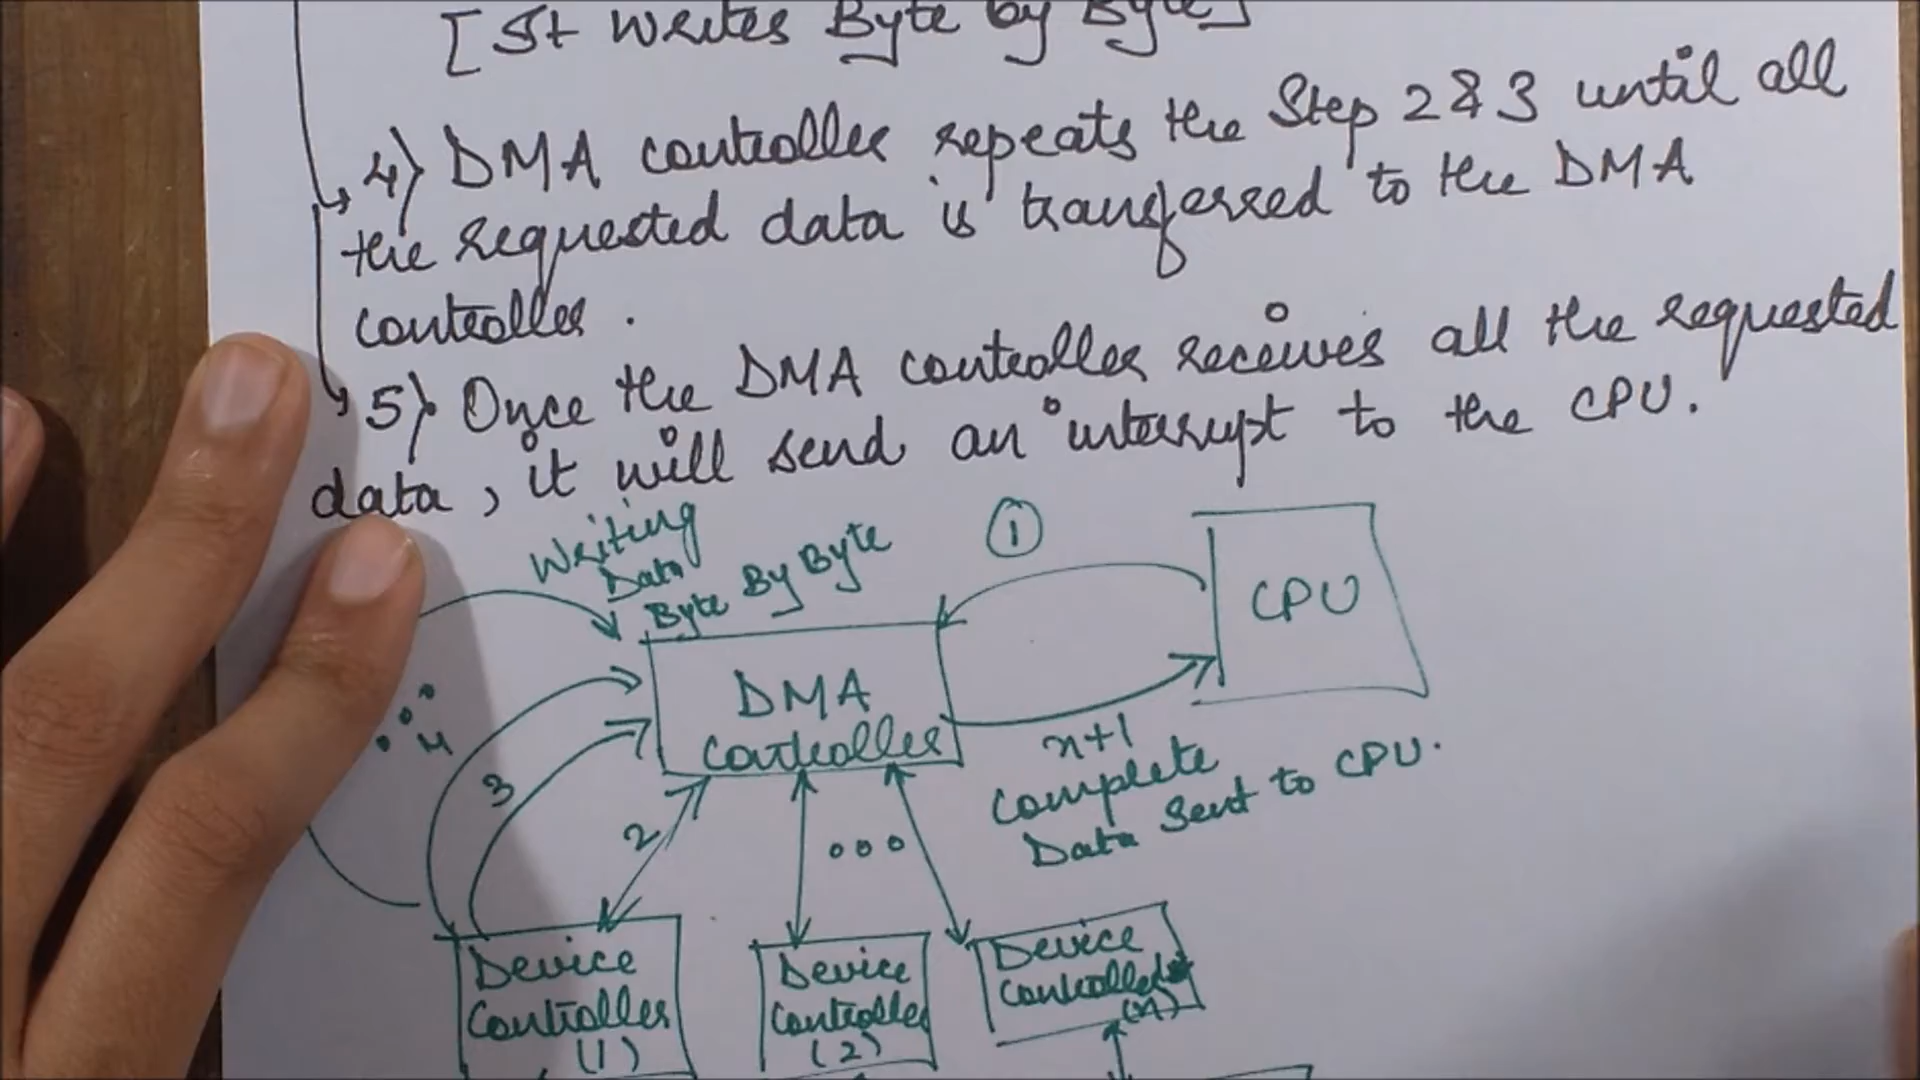 [It writes Byte by Byte]
4) DMA controller repeats the Step 2 & 3 until all
the requested data is transferred to the DMA
controller.
5) Once the DMA controller receives all the requested
data, it will send an interrupt to the CPU.
Writing
Data
Byte By Byte
1
CPU
DMA
Controller
n+1
Complete
Data Sent to CPU.
4
3
2
Device
Controller
(1)
Device
Controller
(2)
Device
Controller
(n)